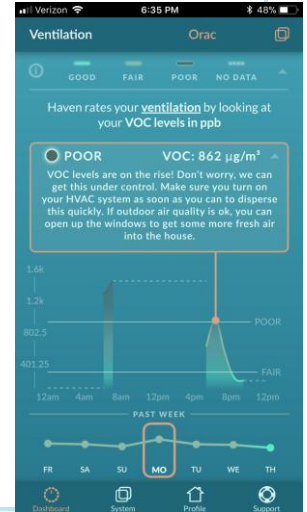 Verizon 6:35 PM 48%
Ventilation Orac
GOOD FAIR POOR NO DATA
Haven rates your ventilation by looking at
your VOC levels in ppb
POOR VOC: 862 µg/m³
VOC levels are on the rise! Don't worry, we can
get this under control. Make sure you turn on
your HVAC system as soon as you can to disperse
this quickly. If outdoor air quality is ok, you can
open up the windows to get some more fresh air
into the house.
1.6k
1.2k
802.5
POOR
401.25
FAIR
12am 4am 8am 12pm 4pm 8pm 12pm
PAST WEEK
FR SA SU MO TU WE TH
Dashboard System Profile Support